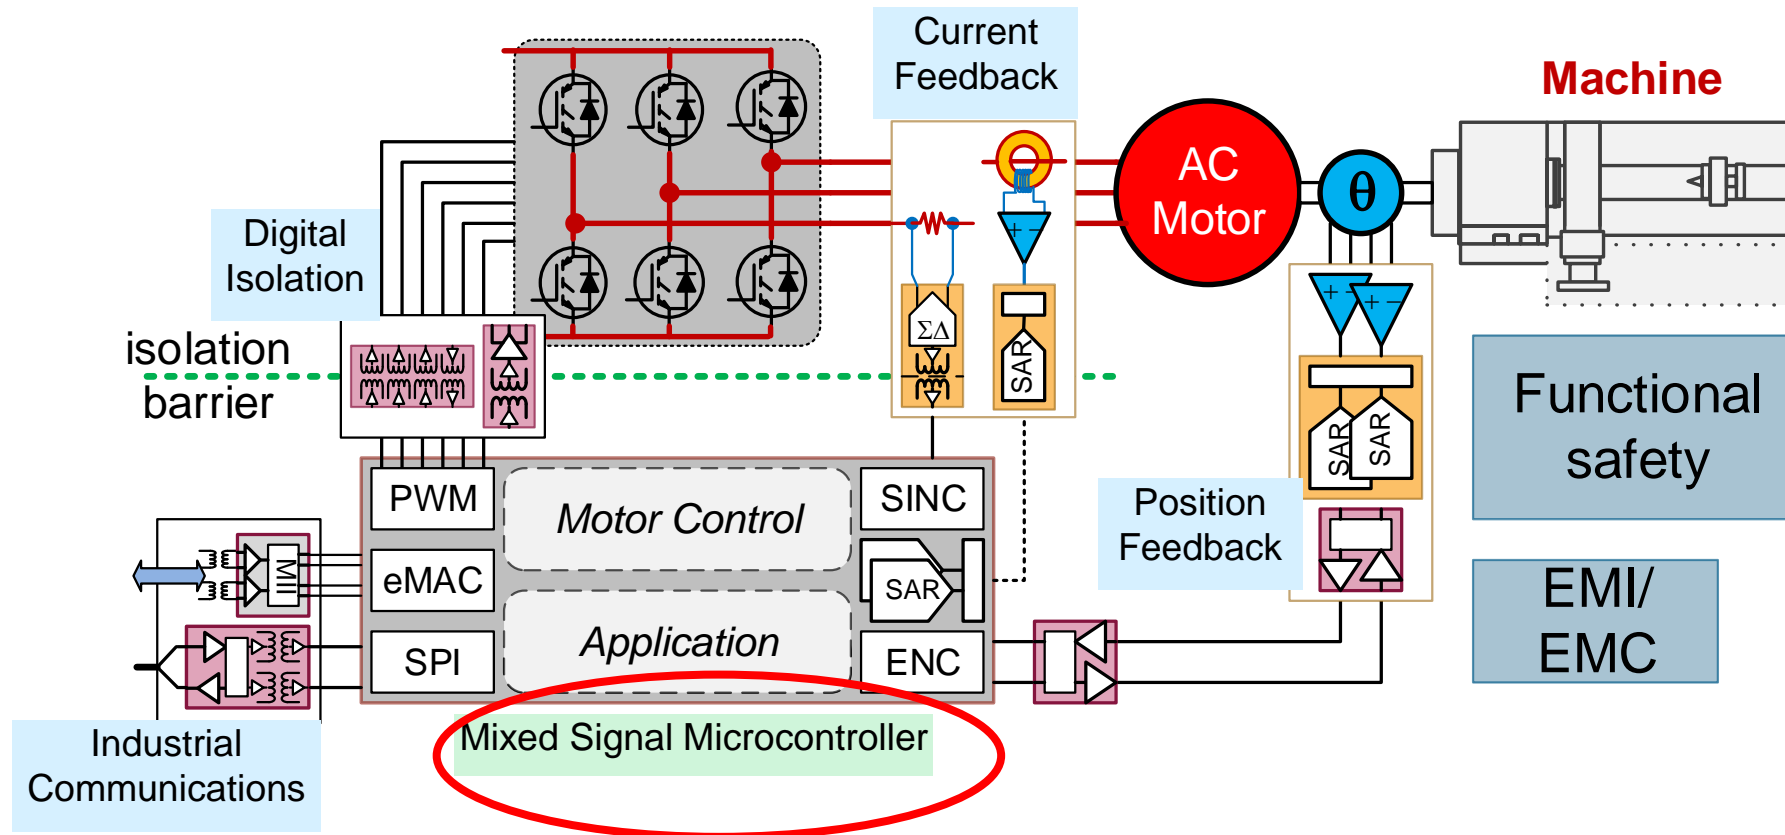 Current
Feedback
Machine
AC
Motor
θ
Digital
Isolation
isolation
barrier
+ −
ΣΔ
SAR
+ −
+ −
SAR
SAR
Functional
safety
PWM
Motor Control
SINC
Position
Feedback
MII
eMAC
SAR
EMI/
EMC
SPI
Application
ENC
Mixed Signal Microcontroller
Industrial
Communications